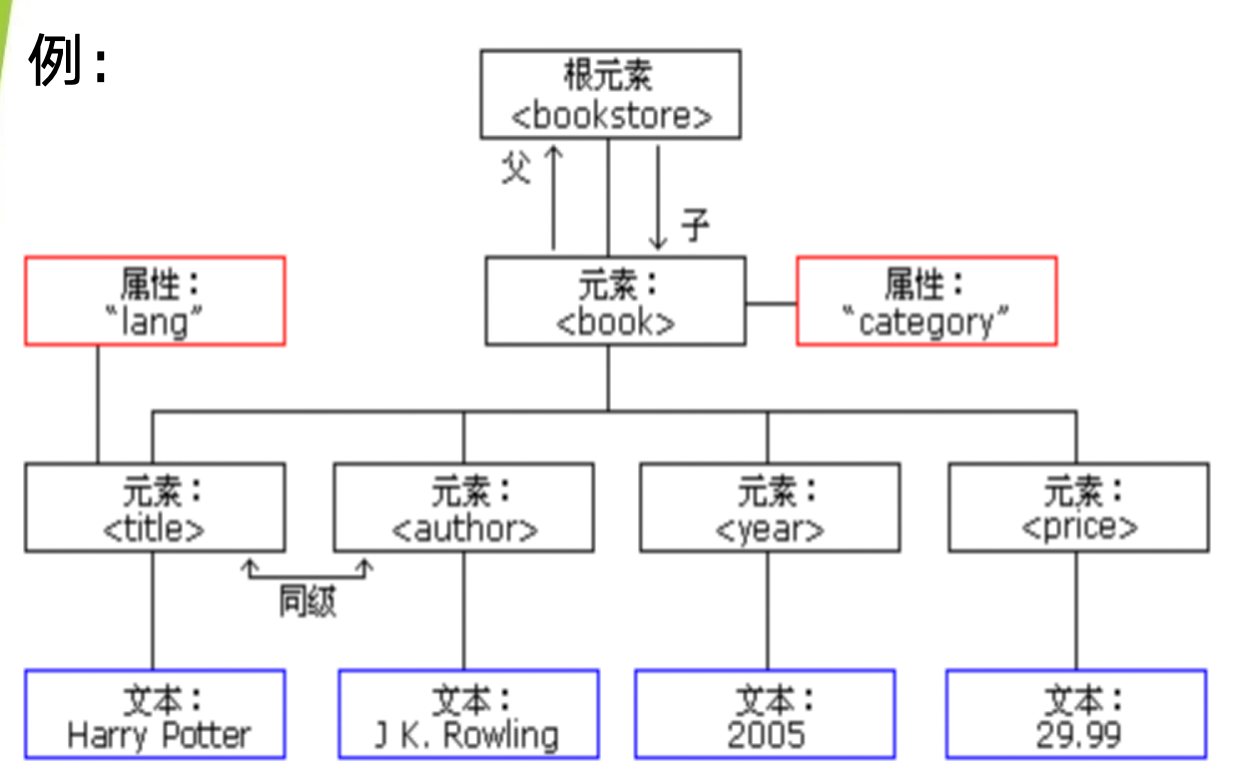 例：
根元素
<bookstore>
父
子
属性：
“lang”
元素：
<book>
属性：
“category”
元素：
<title>
元素：
<author>
元素：
<year>
元素：
<price>
同级
文本：
Harry Potter
文本：
J K. Rowling
文本：
2005
文本：
29.99